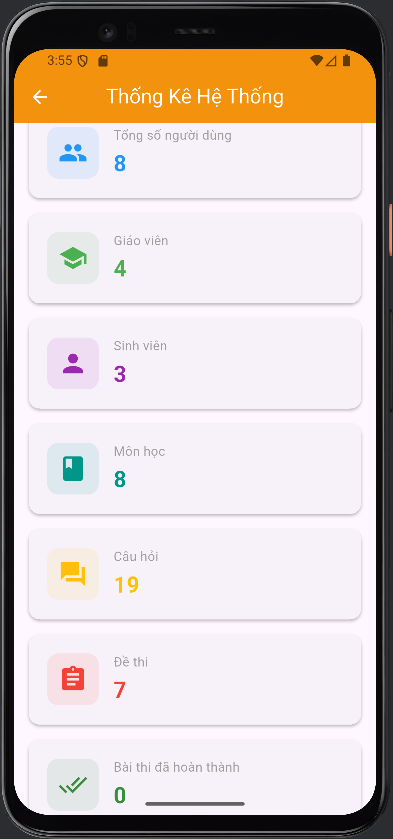 3:55
Thống Kê Hệ Thống
Tổng số người dùng
8
Giáo viên
4
Sinh viên
3
Môn học
8
Câu hỏi
19
Đề thi
7
Bài thi đã hoàn thành
0